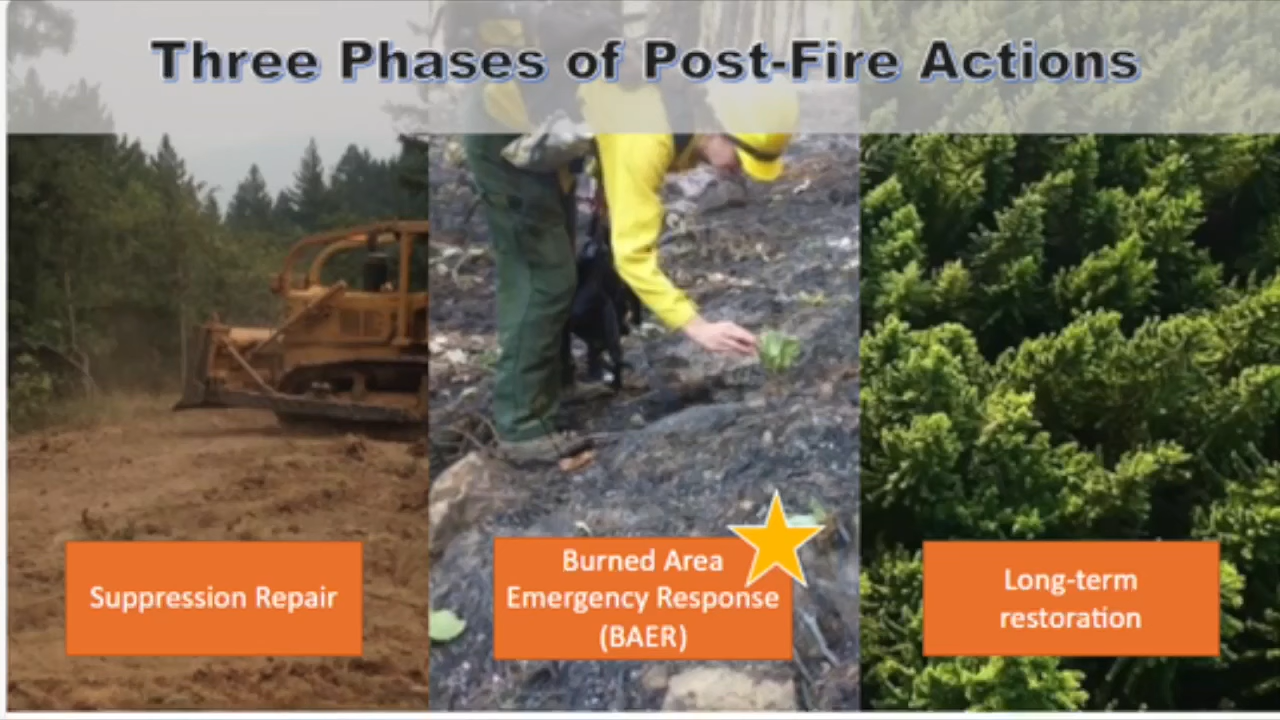 Three Phases of Post-Fire Actions
Suppression Repair
Burned Area
Emergency Response
(BAER)
Long-term
restoration